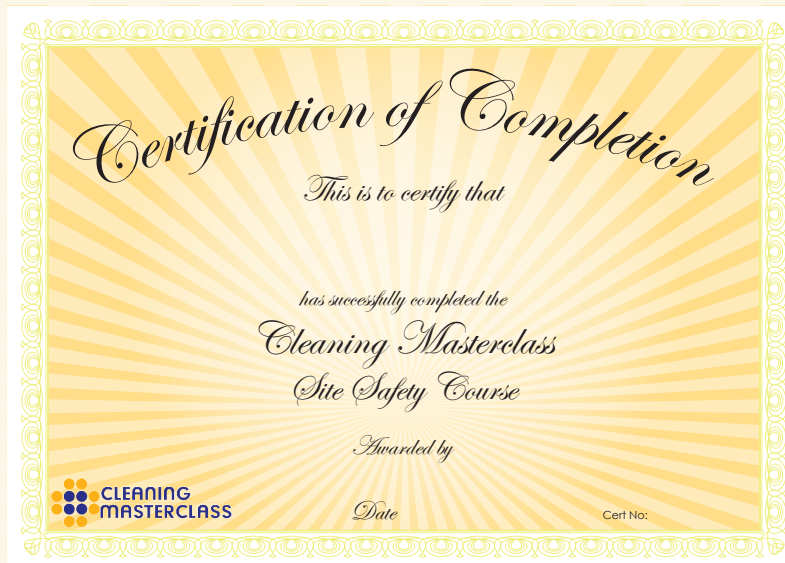 Certification of Completion
This is to certify that
has successfully completed the
Cleaning Masterclass
Site Safety Course
Awarded by
CLEANING
MASTERCLASS
Date
Cert No: